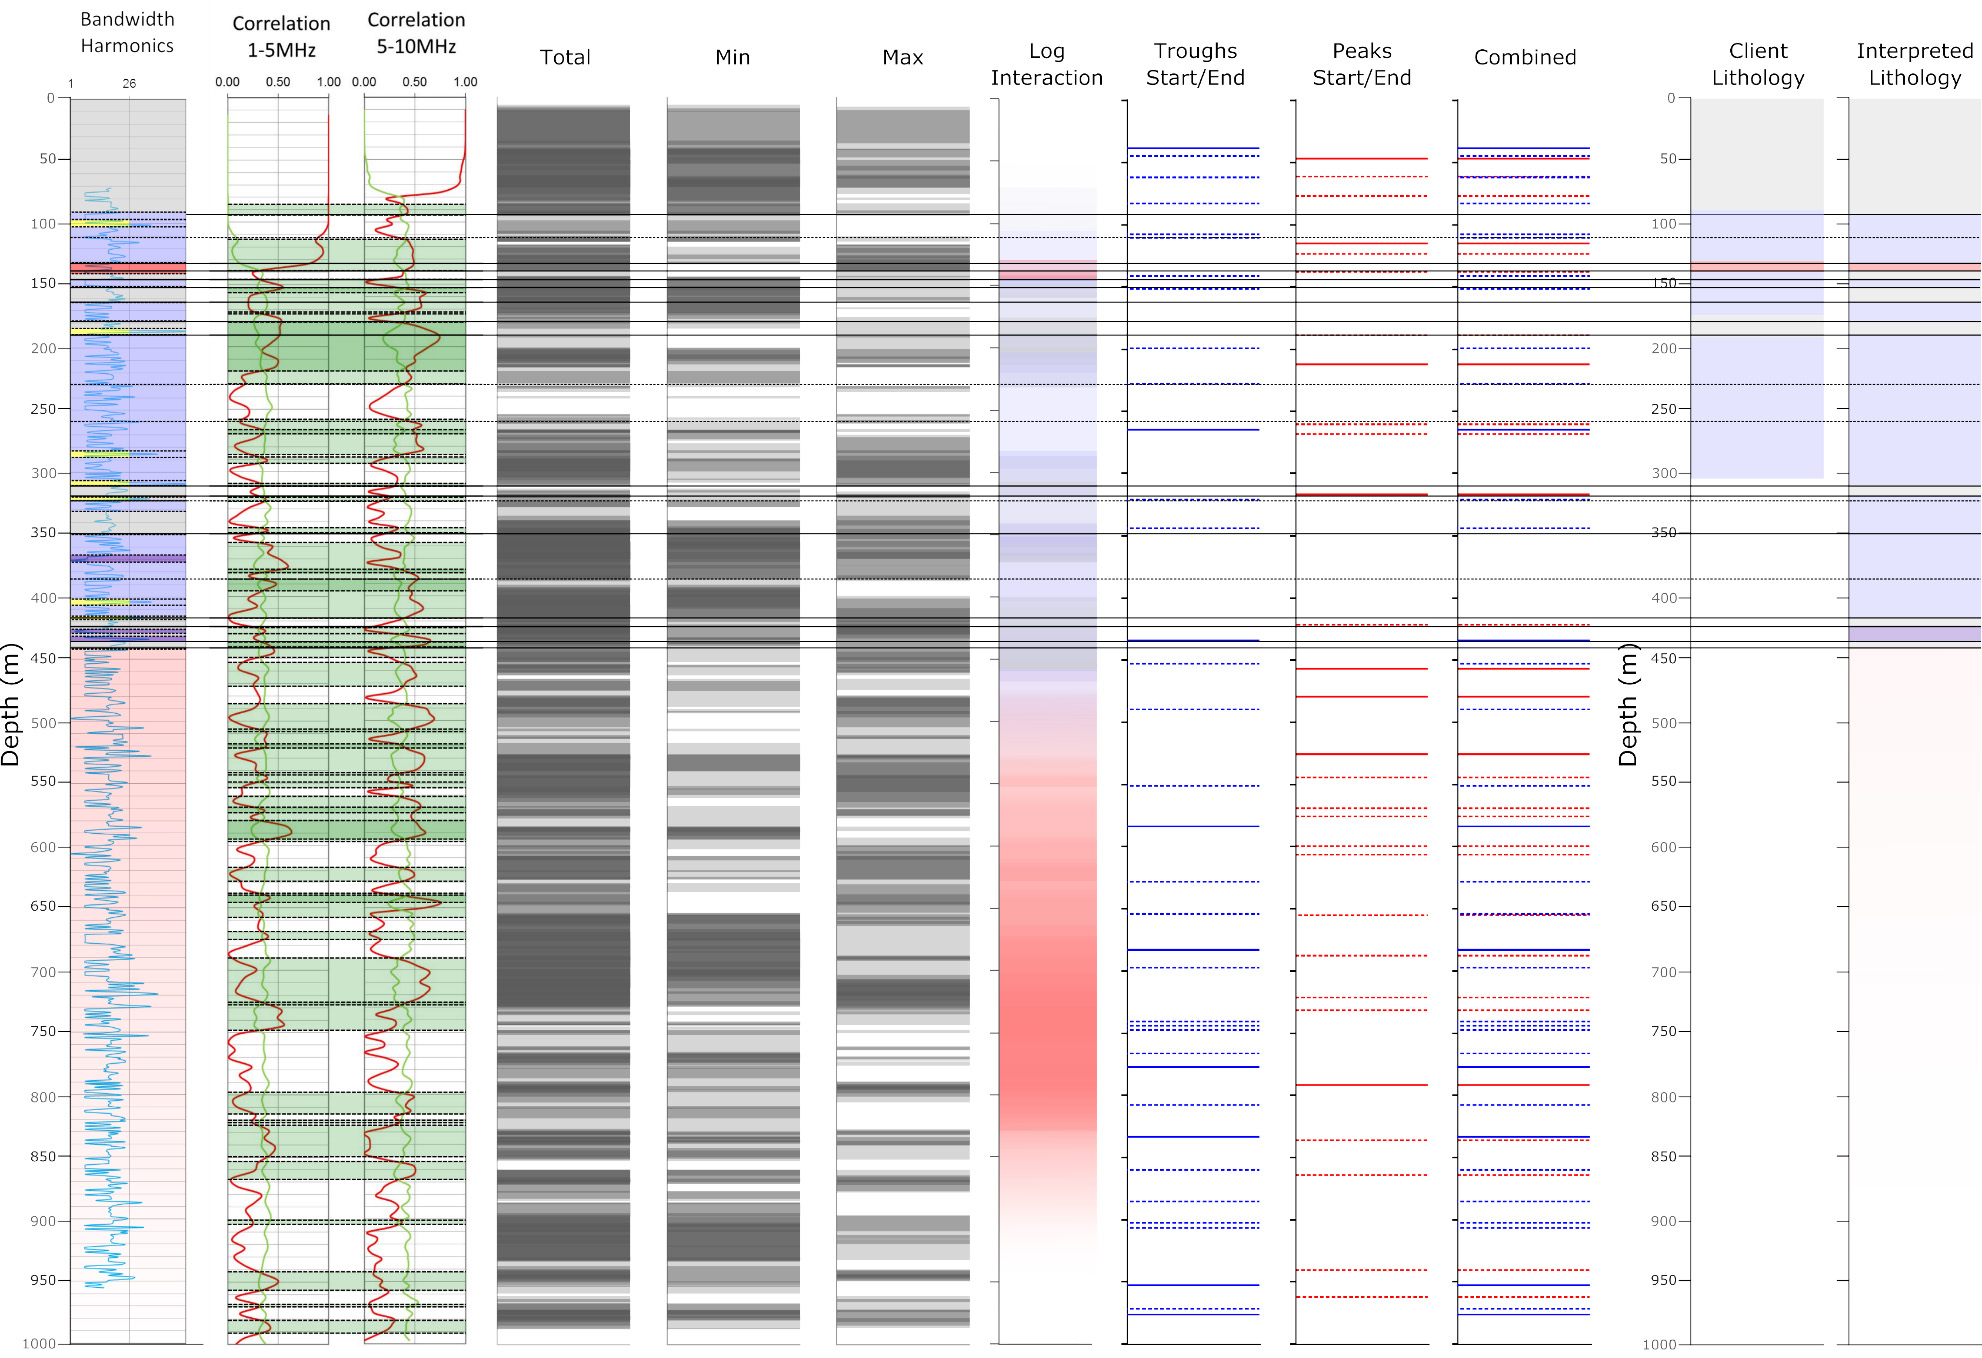 Bandwidth
Harmonics
Correlation
1-5MHz
Correlation
5-10MHz
Total
Min
Max
Log
Interaction
Troughs
Start/End
Peaks
Start/End
Combined
Client
Lithology
Interpreted
Lithology
1 26
0.00 0.50 1.00
0.00 0.50 1.00
0
50
100
150
200
250
300
350
400
450
500
550
600
650
700
750
800
850
900
950
1000
Depth (m)
0
50
100
150
200
250
300
350
400
450
500
550
600
650
700
750
800
850
900
950
1000
Depth (m)